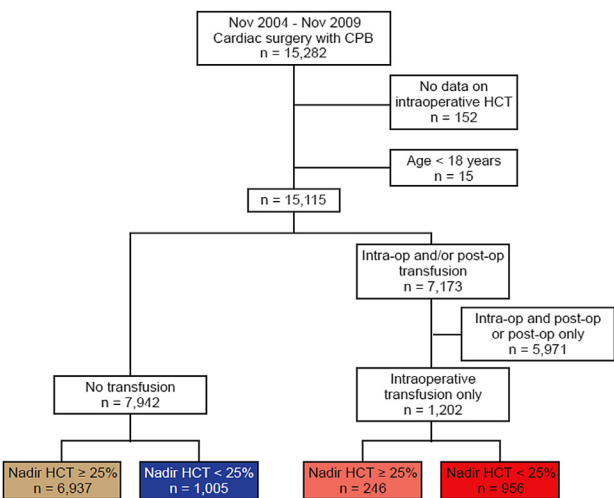 Nov 2004 - Nov 2009
Cardiac surgery with CPB
n = 15,282
No data on
intraoperative HCT
n = 152
Age < 18 years
n = 15
n = 15,115
Intra-op and/or post-op
transfusion
n = 7,173
Intra-op and post-op
or post-op only
n = 5,971
No transfusion
n = 7,942
Intraoperative
transfusion only
n = 1,202
Nadir HCT ≥ 25%
n = 6,937
Nadir HCT < 25%
n = 1,005
Nadir HCT ≥ 25%
n = 246
Nadir HCT < 25%
n = 956